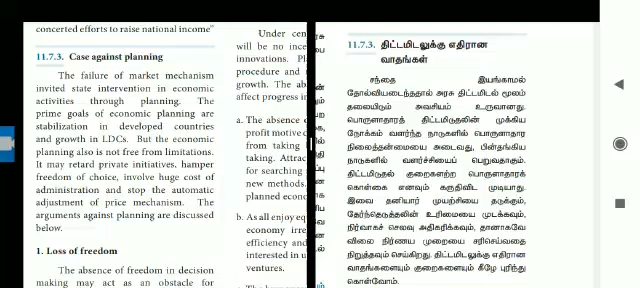 concerted efforts to raise national income"
11.7.3. Case against planning
The failure of market mechanism
invited state intervention in economic
activities through planning. The
prime goals of economic planning are
stabilization in developed countries
and growth in LDCs. But the economic
planning also is not free from limitations.
It may retard private initiatives, hamper
freedom of choice, involve huge cost of
administration and stop the automatic
adjustment of price mechanism. The
arguments against planning are discussed
below.
1. Loss of freedom
The absence of freedom in decision
making may act as an obstacle for
Under cen
will be no ince
innovations. Pl
procedure and
growth. The ab
affect progress in
a. The absence o
profit motive c
from taking
taking. Attrac
for searching
new methods.
planned econo
b. As all enjoy eq
economy irre
efficiency and
interested in u
ventures.
11.7.3. திட்டமிடலுக்கு எதிரான
வாதங்கள்
சந்தை இயங்காமல்
தோல்வியடைந்ததால் அரசு திட்டமிடல் மூலம்
தலையிடும் அவசியம் உருவானது.
பொருளாதாரத் திட்டமிடுதலின் முக்கிய
நோக்கம் வளர்ந்த நாடுகளில் பொருளாதார
நிலைத்தன்மையை அடைவது, பின்தங்கிய
நாடுகளில் வளர்ச்சியைப் பெறுவதாகும்.
திட்டமிடுதல் குறைகளற்ற பொருளாதாரக்
கொள்கை எனவும் கருதிவிட முடியாது.
இவை தனியார் முயற்சியை தடுக்கும்,
தேர்ந்தெடுத்தலின் உரிமையை முடக்கவும்,
நிர்வாகச் செலவு அதிகரிக்கவும், தானாகவே
விலை நிர்ணய முறையை சரிசெய்வதை
நிறுத்தவும் செய்கிறது. திட்டமிடலுக்கு எதிரான
வாதங்களையும் குறைகளையும் கீழே புரிந்து
கொள்வோம்.